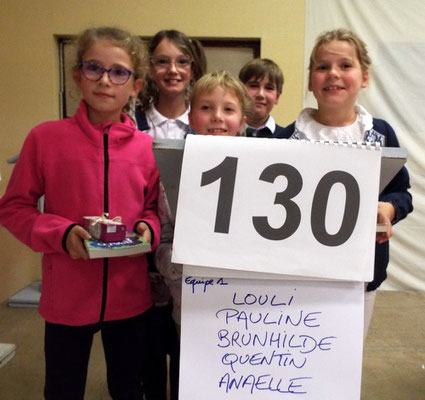 130
Equipe 1
LOULI
PAULINE
BRUNHILDE
QUENTIN
ANAELLE